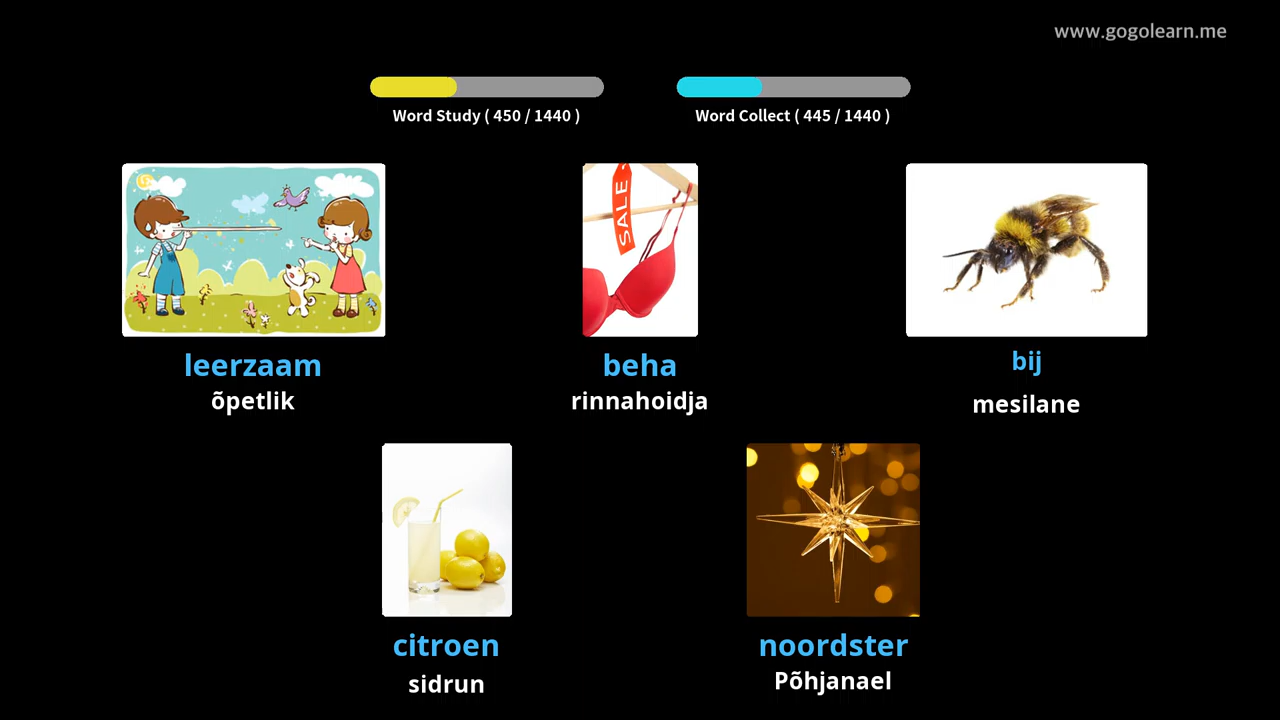 www.gogolearn.me
Word Study ( 450 / 1440 )
Word Collect ( 445 / 1440 )
SALE
leerzaam
õpetlik
beha
rinnahoidja
bij
mesilane
citroen
sidrun
noordster
Põhjanael